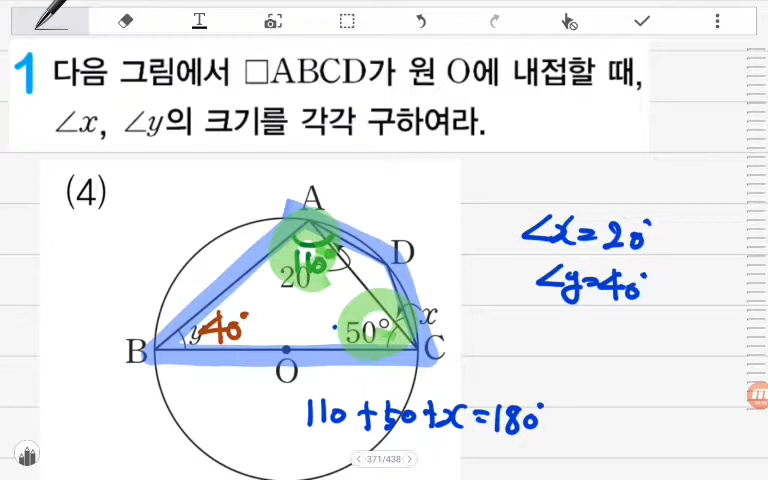 1 다음 그림에서 □ABCD가 원 O에 내접할 때,
∠x, ∠y의 크기를 각각 구하여라.
(4)
A
D
110°
20
∠x=20°
∠y=40°
y 40°
50°
x
B
C
O
110+50+x=180°
371/438